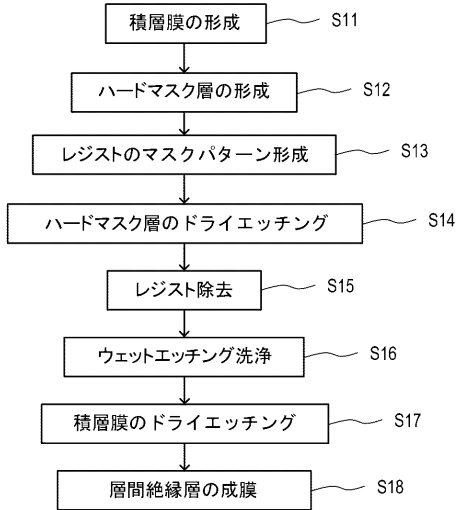 積層膜の形成 S11
ハードマスク層の形成 S12
レジストのマスクパターン形成 S13
ハードマスク層のドライエッチング S14
レジスト除去 S15
ウェットエッチング洗浄 S16
積層膜のドライエッチング S17
層間絶縁層の成膜 S18